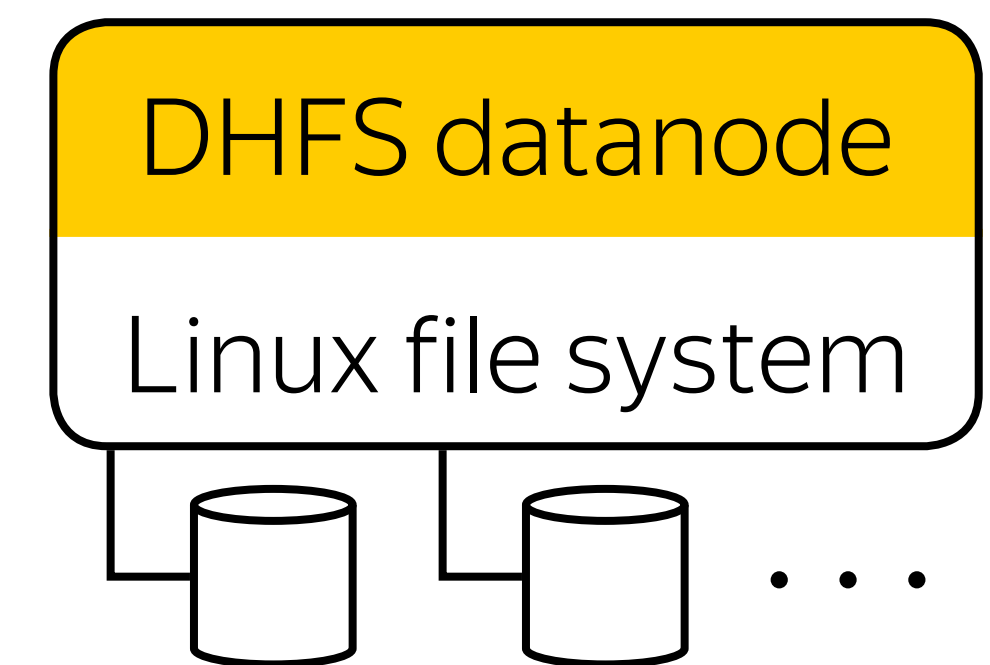 DHFS datanode
Linux file system
. . .